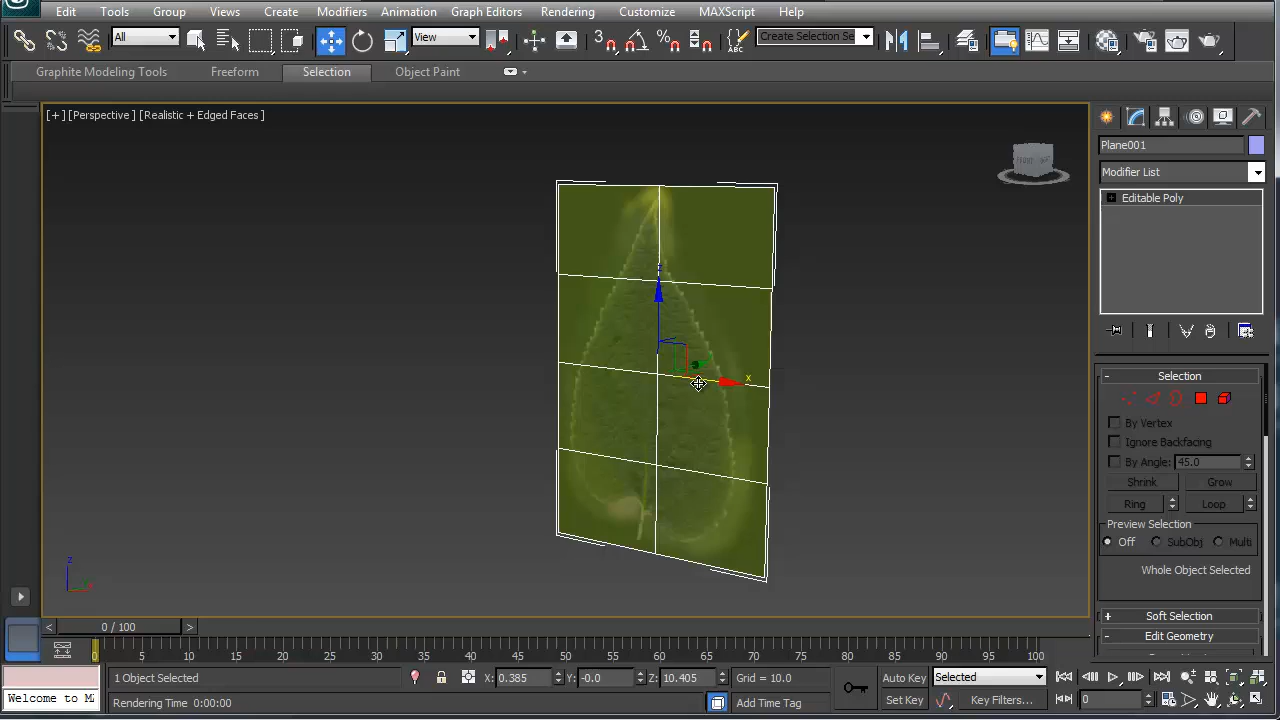 Edit Tools Group Views Create Modifiers Animation Graph Editors Rendering Customize MAXScript Help
All View 3 % ABC Create Selection Se
Graphite Modeling Tools Freeform Selection Object Paint
[+] [Perspective] [Realistic + Edged Faces]
Plane001
Modifier List
Editable Poly
x
z
- Selection
By Vertex
Ignore Backfacing
By Angle: 45.0
Shrink Grow
Ring Loop
Preview Selection
Off SubObj Multi
Whole Object Selected
+ Soft Selection
- Edit Geometry
< 0 / 100 >
0 5 10 15 20 25 30 35 40 45 50 55 60 65 70 75 80 85 90 95 100
1 Object Selected X: 0.385 Y: -0.0 Z: 10.405 Grid = 10.0 Auto Key Selected
Welcome to Rendering Time 0:00:00 Add Time Tag Set Key Key Filters... 0